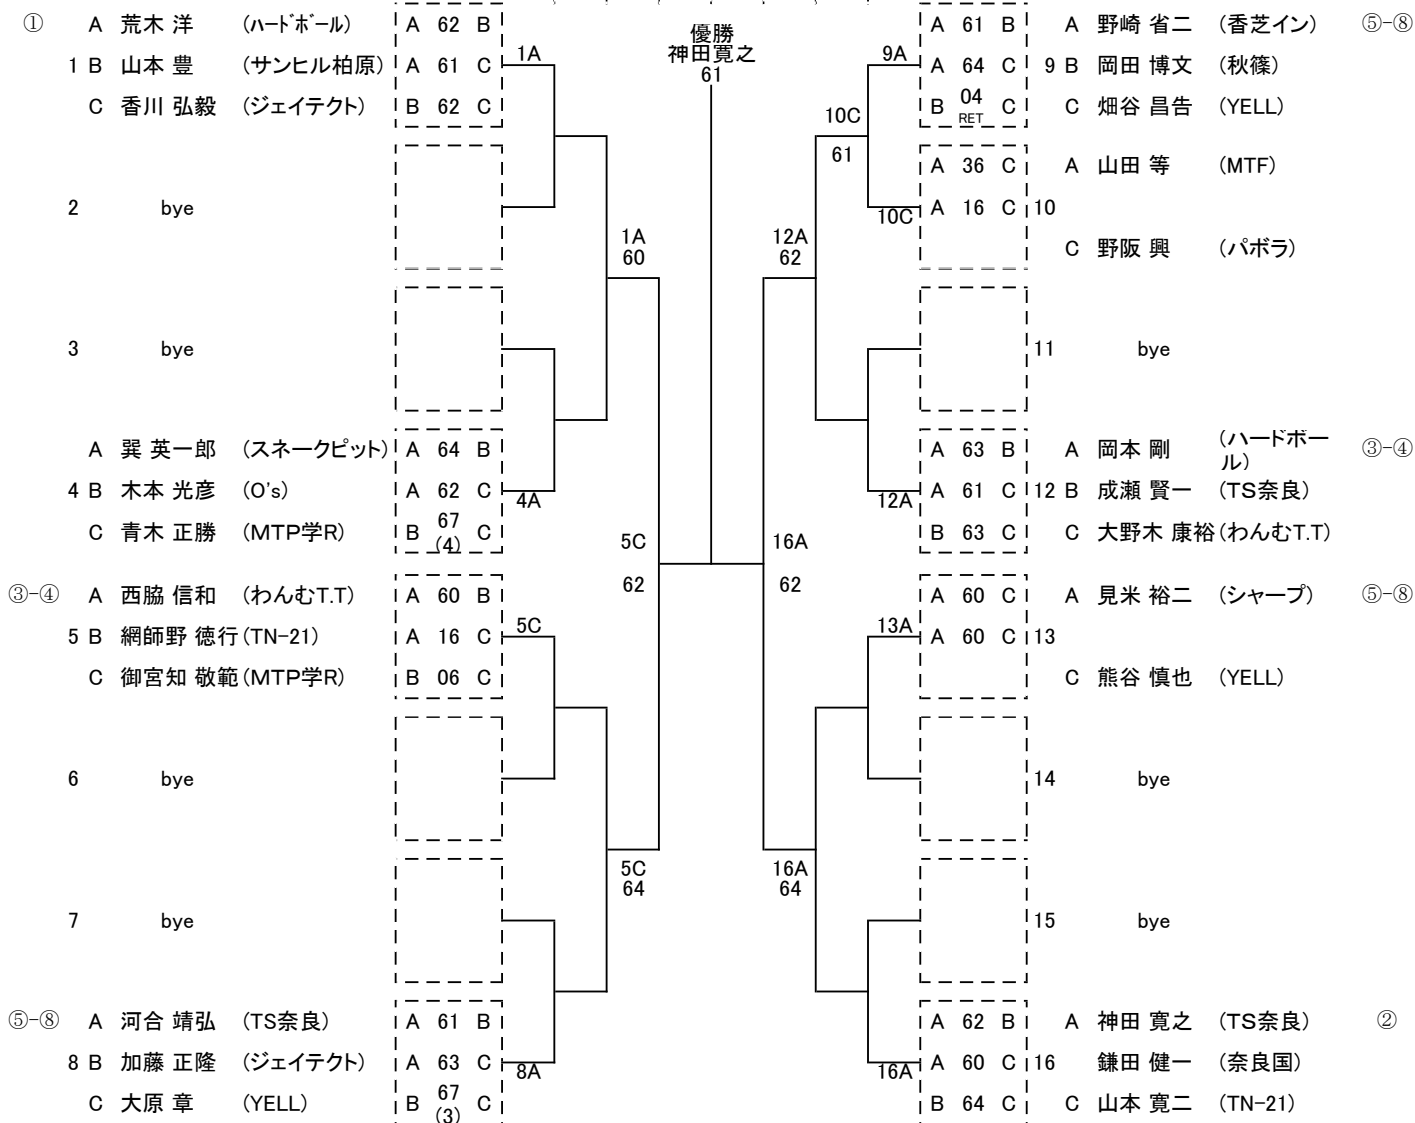 ① A 荒木 洋 (ハードボール) A 62 B
1 B 山本 豊 (サンヒル柏原) A 61 C 1A
C 香川 弘毅 (ジェイテクト) B 62 C
2 bye
1A
60
3 bye
A 巽 英一郎 (スネークピット) A 64 B
4 B 木本 光彦 (O's) A 62 C 4A
C 青木 正勝 (MTP学R) B 67 C
(4)
5C
62
③-④ A 西脇 信和 (わんむT.T) A 60 B
5 B 網師野 徳行 (TN-21) A 16 C 5C
C 御宮知 敬範 (MTP学R) B 06 C
6 bye
5C
64
7 bye
⑤-⑧ A 河合 靖弘 (TS奈良) A 61 B
8 B 加藤 正隆 (ジェイテクト) A 63 C 8A
C 大原 章 (YELL) B 67 C
(3)
優勝
神田寛之
61
A 61 B A 野崎 省二 (香芝イン) ⑤-⑧
9A A 64 C 9 B 岡田 博文 (秋篠)
B 04 C C 畑谷 昌告 (YELL)
RET
10C
61
A 36 C A 山田 等 (MTF)
10C A 16 C 10
C 野阪 興 (パボラ)
12A
62
11 bye
A 63 B A 岡本 剛 (ハードボー
ル) ③-④
12A A 61 C 12 B 成瀬 賢一 (TS奈良)
B 63 C C 大野木 康裕 (わんむT.T)
16A
62
A 60 C A 見米 裕二 (シャープ) ⑤-⑧
13A A 60 C 13
C 熊谷 慎也 (YELL)
14 bye
16A
64
15 bye
A 62 B A 神田 寛之 (TS奈良) ②
16A A 60 C 16 鎌田 健一 (奈良国)
B 64 C C 山本 寛二 (TN-21)